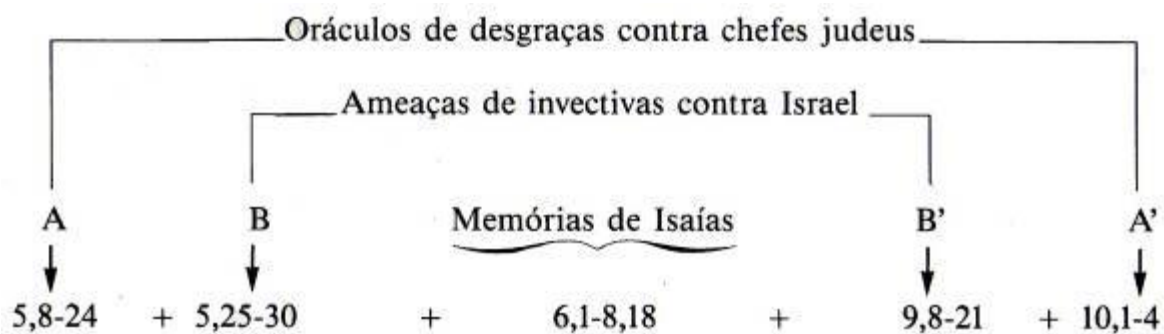 Oráculos de desgraças contra chefes judeus
Ameaças de invectivas contra Israel
A B Memórias de Isaías B' A'
5,8-24 + 5,25-30 + 6,1-8,18 + 9,8-21 + 10,1-4